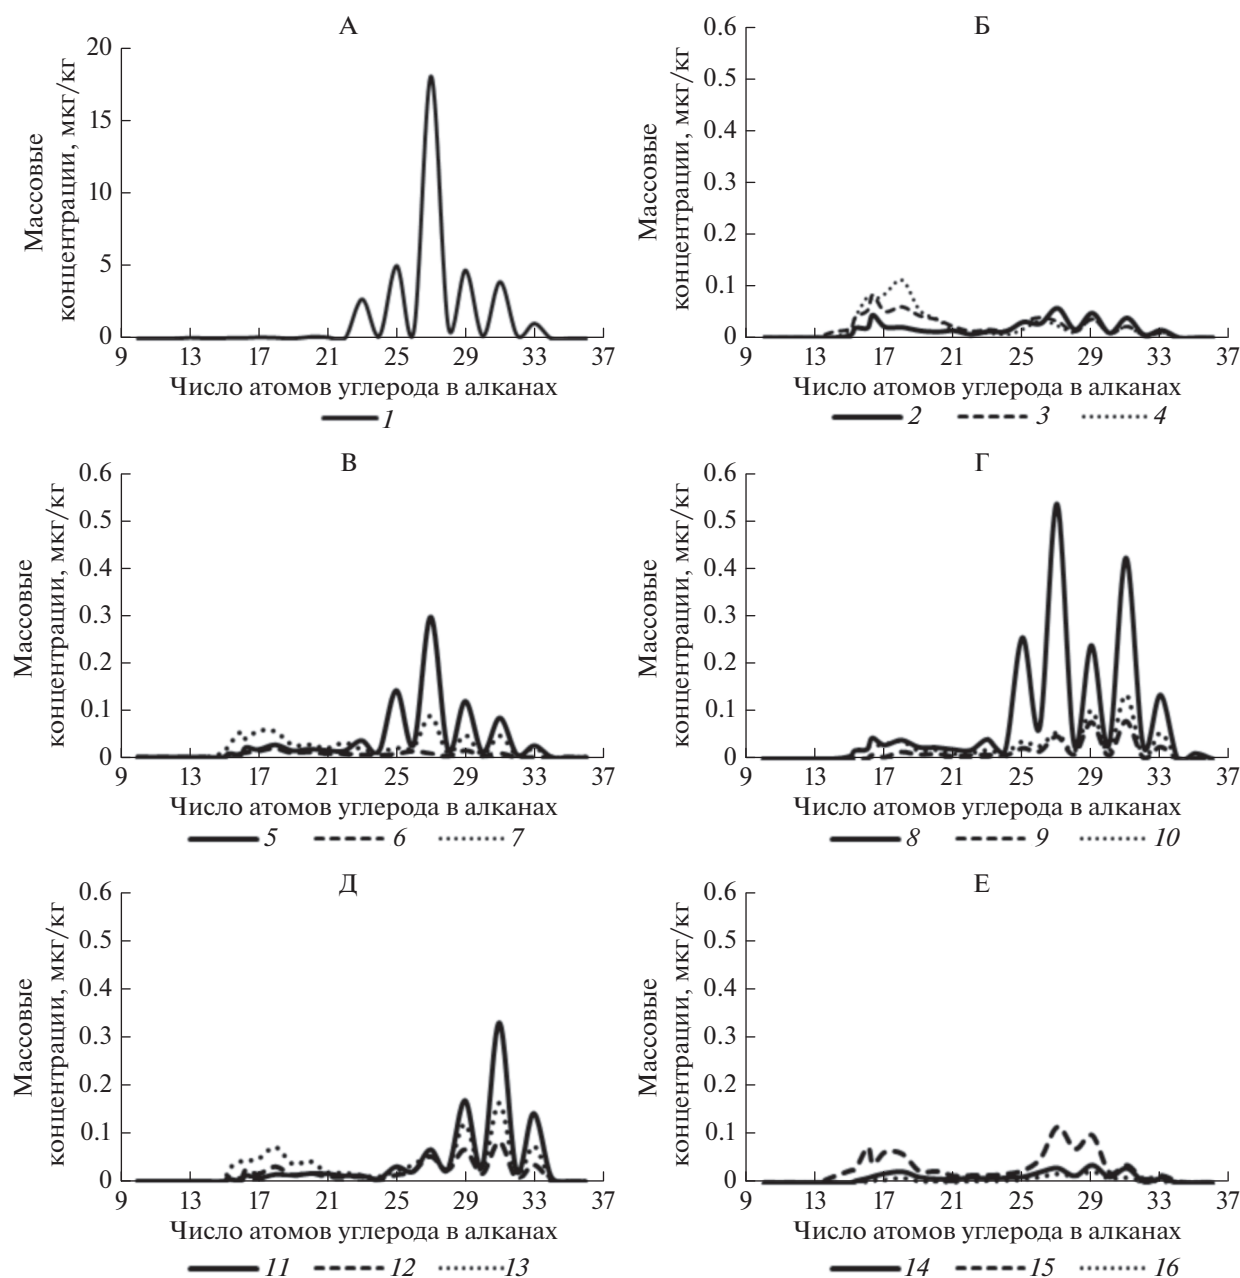 А
Массовые
концентрации, мкг/кг
20
15
10
5
0
9 13 17 21 25 29 33 37
Число атомов углерода в алканах
1
Б
Массовые
концентрации, мкг/кг
0.6
0.5
0.4
0.3
0.2
0.1
0
9 13 17 21 25 29 33 37
Число атомов углерода в алканах
2 3 4
В
Массовые
концентрации, мкг/кг
0.6
0.5
0.4
0.3
0.2
0.1
0
9 13 17 21 25 29 33 37
Число атомов углерода в алканах
5 6 7
Г
Массовые
концентрации, мкг/кг
0.6
0.5
0.4
0.3
0.2
0.1
0
9 13 17 21 25 29 33 37
Число атомов углерода в алканах
8 9 10
Д
Массовые
концентрации, мкг/кг
0.6
0.5
0.4
0.3
0.2
0.1
0
9 13 17 21 25 29 33 37
Число атомов углерода в алканах
11 12 13
Е
Массовые
концентрации, мкг/кг
0.6
0.5
0.4
0.3
0.2
0.1
0
9 13 17 21 25 29 33 37
Число атомов углерода в алканах
14 15 16